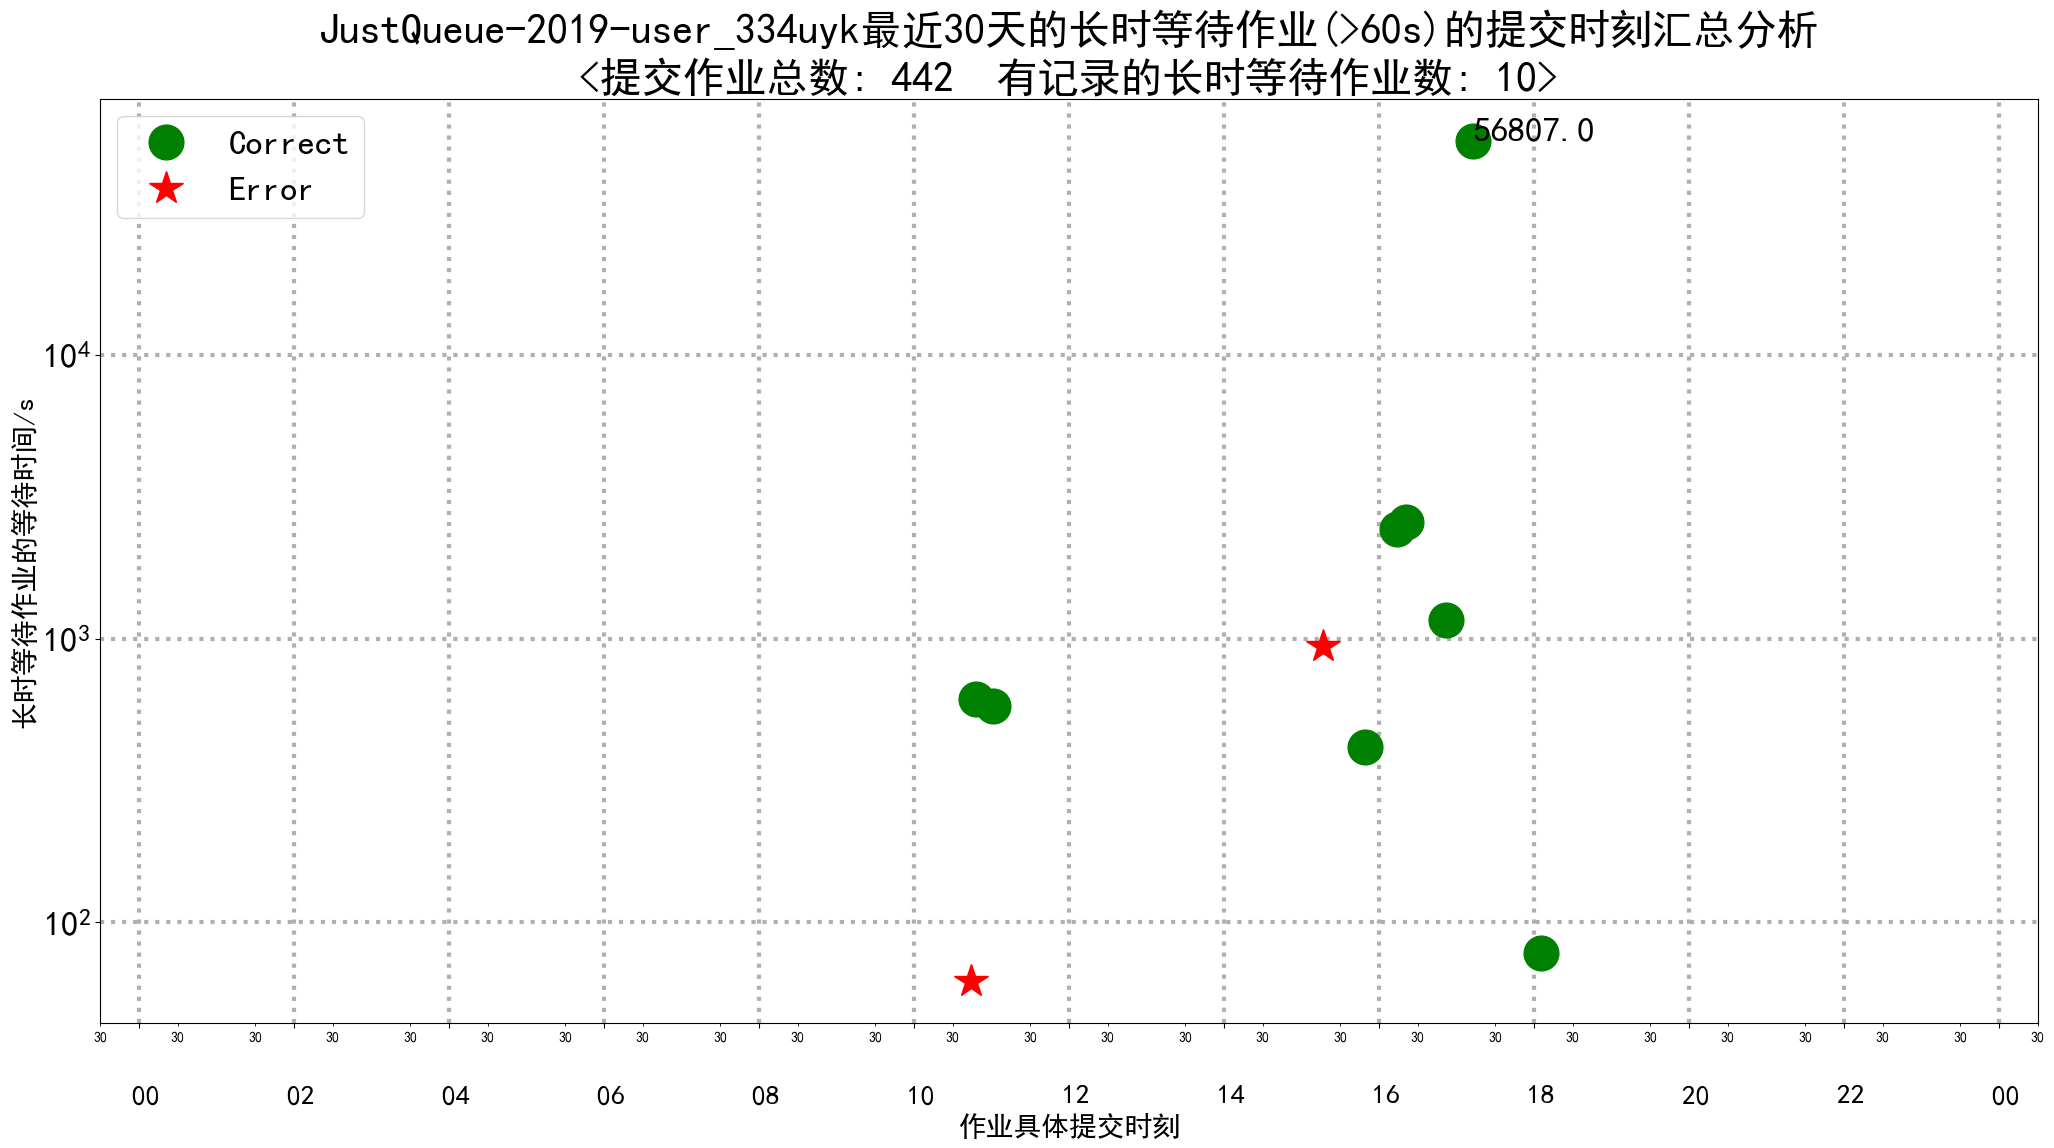 JustQueue-2019-user_334uyk最近30天的长时等待作业(>60s)的提交时刻汇总分析
<提交作业总数: 442  有记录的长时等待作业数: 10>
Correct
Error
56807.0
10⁴
10³
10²
长时等待作业的等待时间/s
30 30 30 30 30 30 30 30 30 30 30 30 30 30 30 30 30 30 30 30 30 30 30 30 30 30
00 02 04 06 08 10 12 14 16 18 20 22 00
作业具体提交时刻